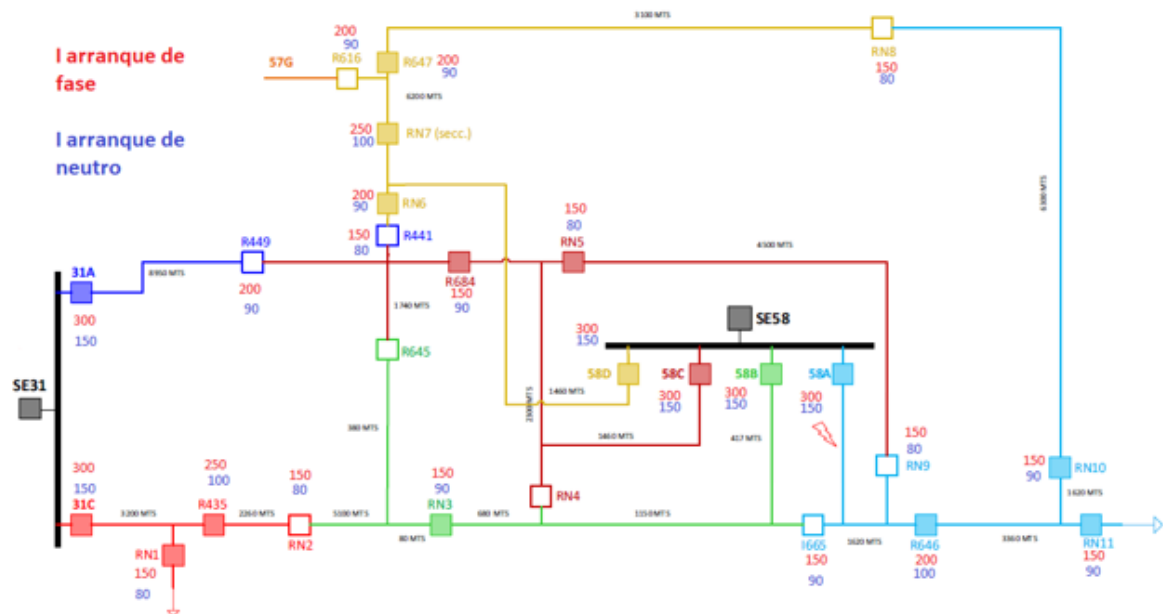 I arranque de
fase
I arranque de
neutro
3100 MTS
200
90
R616
57G
R647
200
90
RN8
150
80
6200 MTS
250
100
RN7 (secc.)
200
90
RN6
150
80
R441
150
80
RN5
R449
200
90
31A
8950 MTS
300
150
R684
150
90
4500 MTS
6300 MTS
1740 MTS
R645
SE58
300
150
58D
58C
58B
58A
300
150
300
150
300
150
1460 MTS
2300 MTS
1460 MTS
417 MTS
380 MTS
SE31
150
80
RN9
150
90
RN10
1620 MTS
300
150
31C
250
100
R435
150
80
RN2
150
90
RN3
RN4
3200 MTS
2260 MTS
5100 MTS
80 MTS
680 MTS
1150 MTS
RN1
150
80
I665
150
90
1620 MTS
R646
200
100
3360 MTS
RN11
150
90